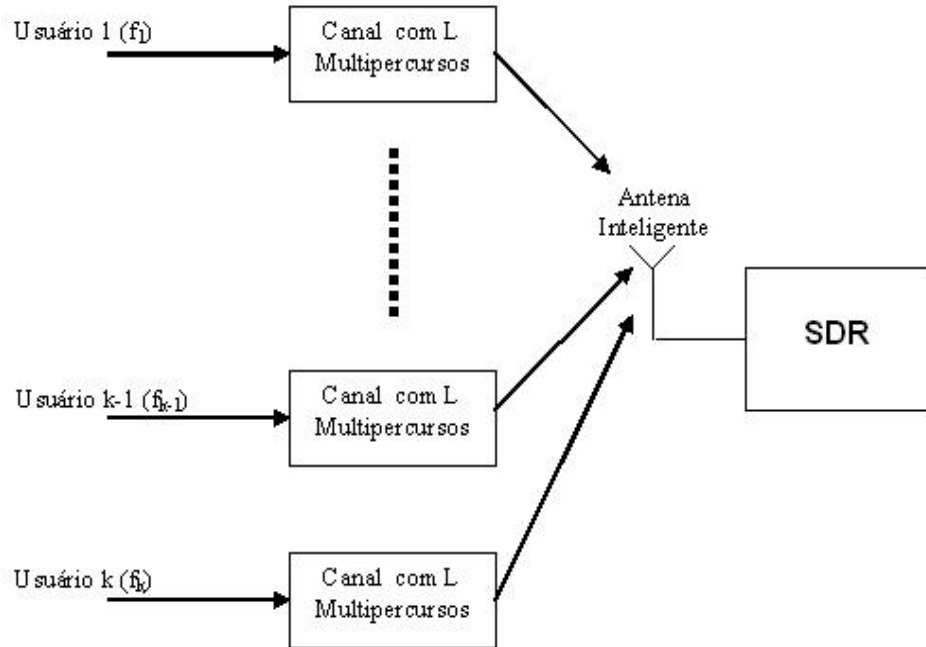 Usuário 1 (f1)
Canal com L
Multipercursos
Antena
Inteligente
SDR
Usuário k-1 (fk-1)
Canal com L
Multipercursos
Usuário k (fk)
Canal com L
Multipercursos